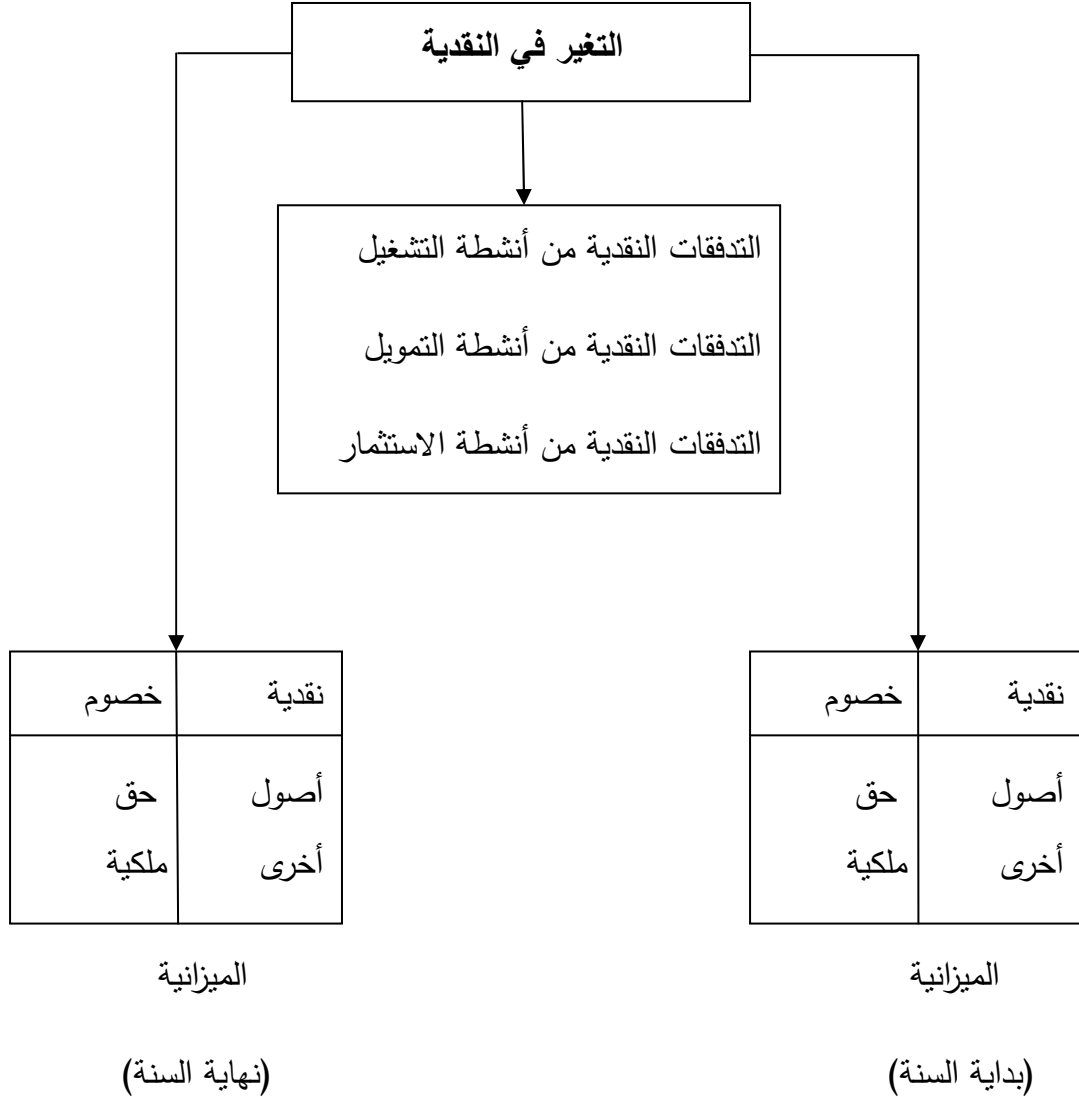 التغير في النقدية
التدفقات النقدية من أنشطة التشغيل
التدفقات النقدية من أنشطة التمويل
التدفقات النقدية من أنشطة الاستثمار
نقدية
خصوم
أصول
أخرى
حق
ملكية
الميزانية
(بداية السنة)
نقدية
خصوم
أصول
أخرى
حق
ملكية
الميزانية
(نهاية السنة)